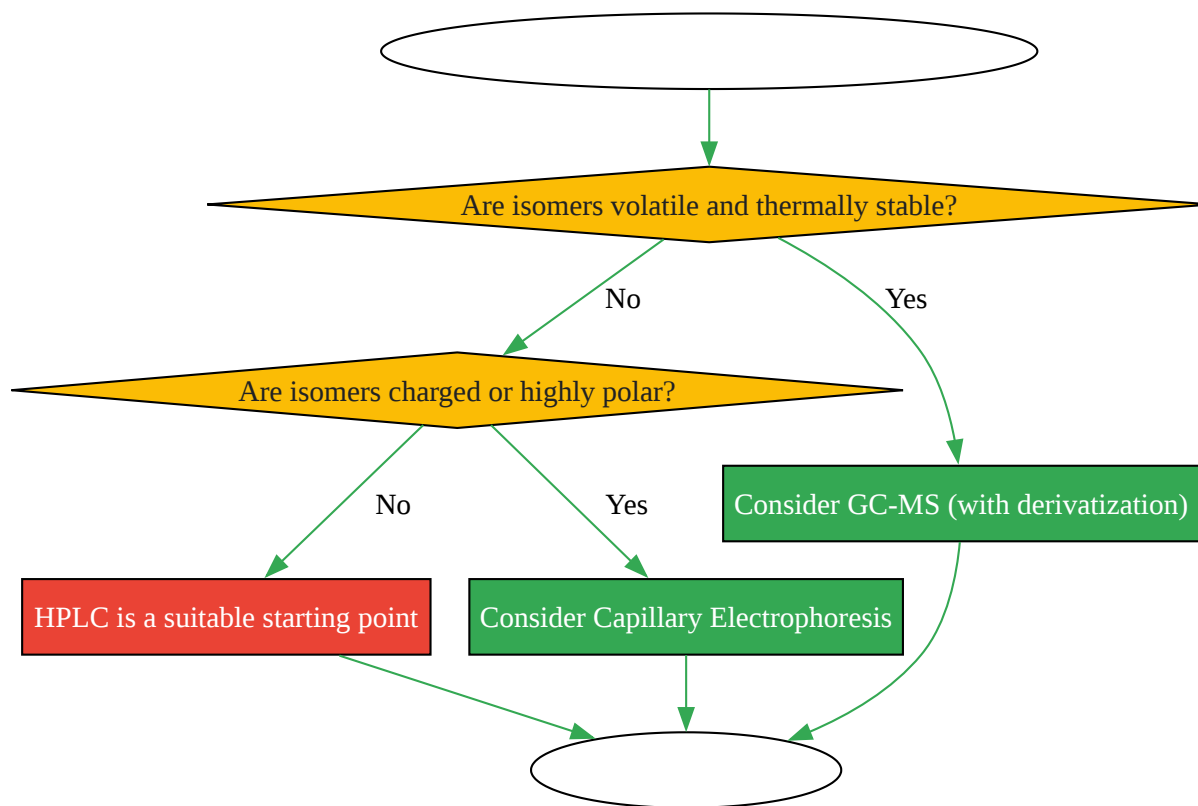 Are isomers volatile and thermally stable?
No
Yes
Are isomers charged or highly polar?
No
Yes
Consider GC-MS (with derivatization)
HPLC is a suitable starting point
Consider Capillary Electrophoresis